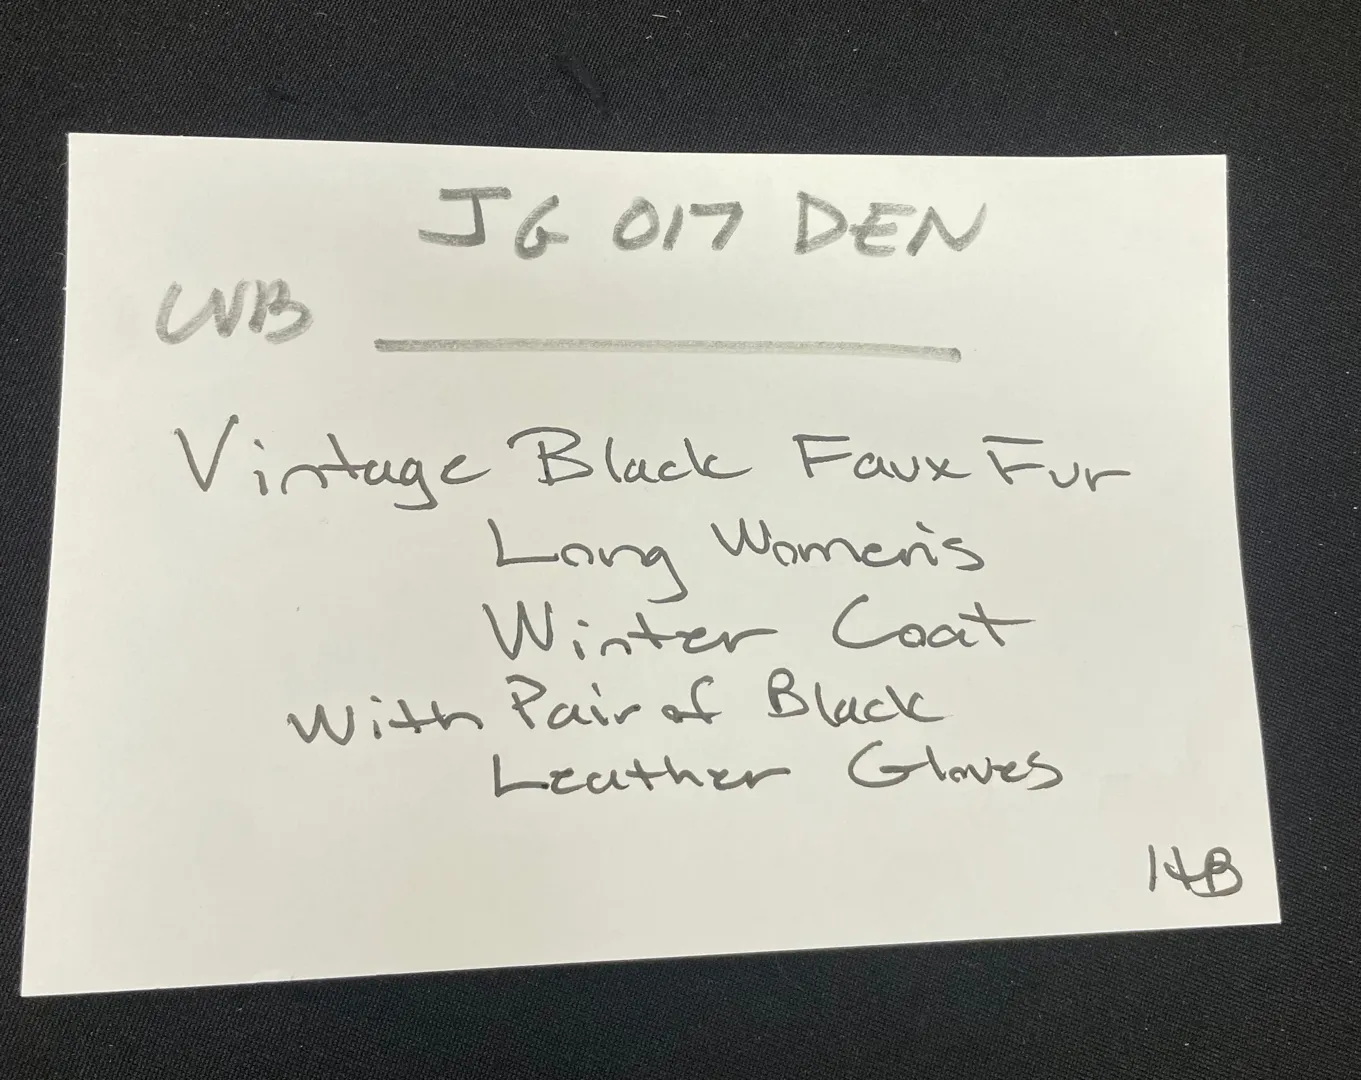 JG 017 DEN
WB
Vintage Black Faux Fur
Long Women's
Winter Coat
With Pair of Black
Leather Gloves
HB